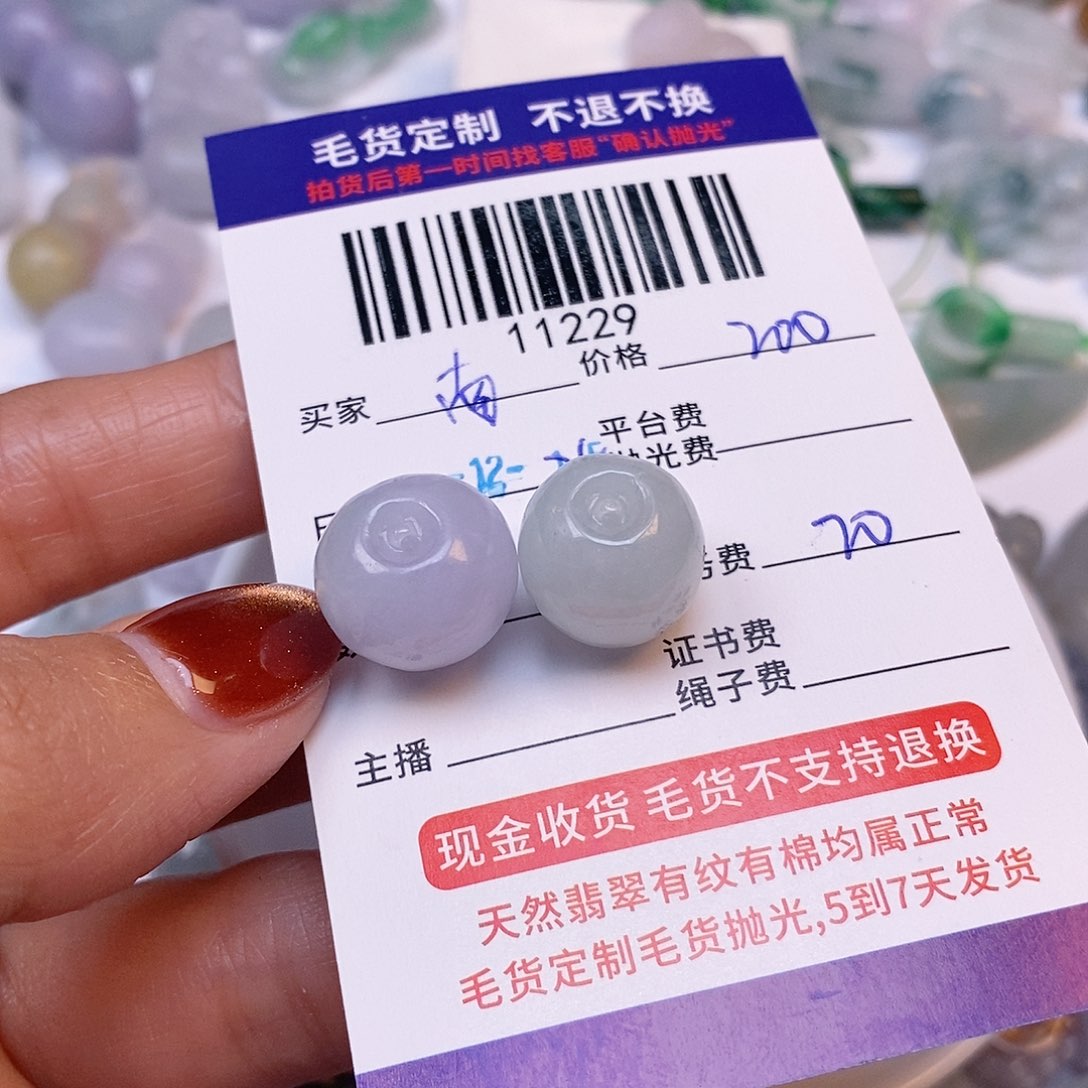 毛货定制 不退不换
拍货后第一时间找客服“确认抛光”
11229
买家 南 价格 200
平台费
抛光费
费 20
证书费
绳子费
主播
现金收货 毛货不支持退换
天然翡翠有纹有棉均属正常
毛货定制毛货抛光,5到7天发货